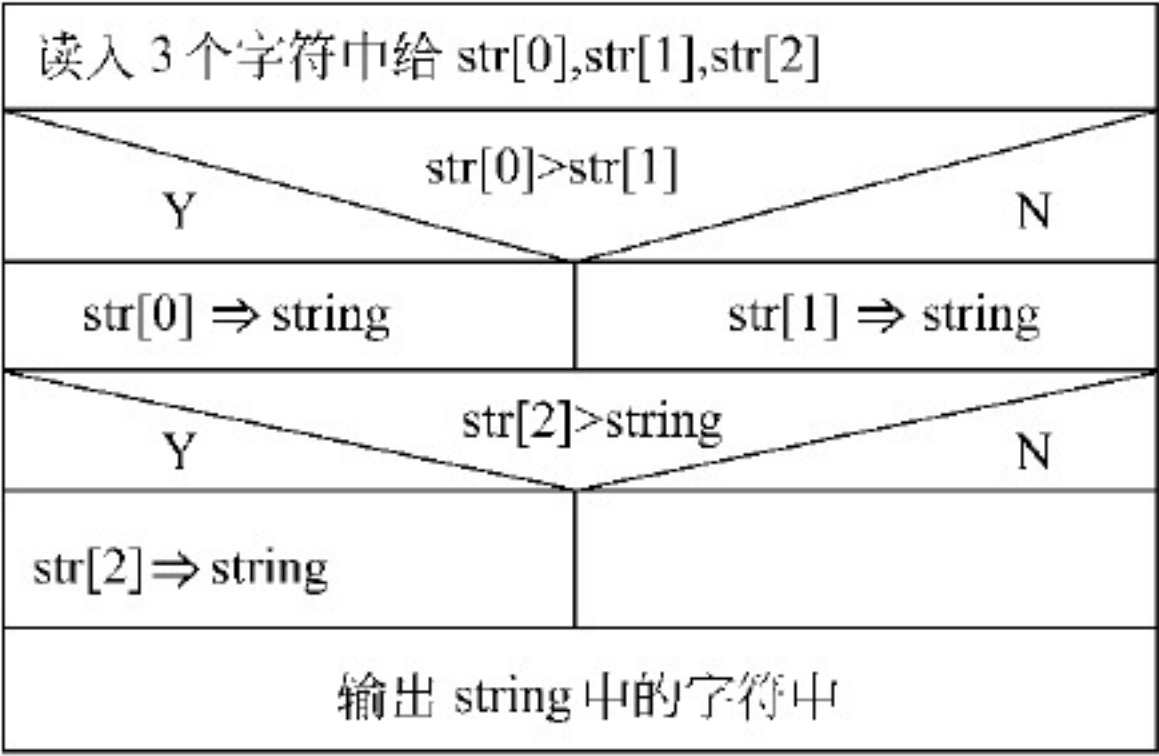 读入 3 个字符中给 str[0],str[1],str[2]
str[0]>str[1]
Y
N
str[0] ⇒ string
str[1] ⇒ string
str[2]>string
Y
N
str[2]⇒ string
输出 string 中的字符中